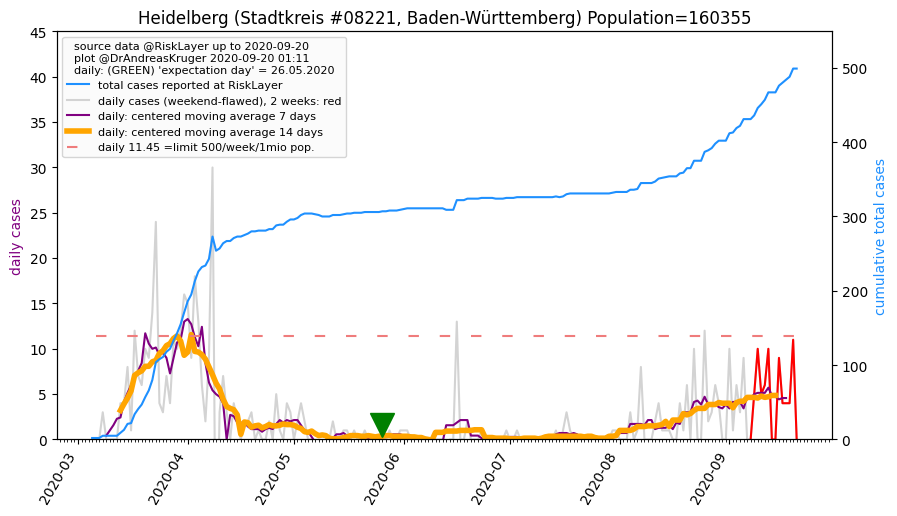 Heidelberg (Stadtkreis #08221, Baden-Württemberg) Population=160355
source data @RiskLayer up to 2020-09-20
plot @DrAndreasKruger 2020-09-20 01:11
daily: (GREEN) 'expectation day' = 26.05.2020
total cases reported at RiskLayer
daily cases (weekend-flawed), 2 weeks: red
daily: centered moving average 7 days
daily: centered moving average 14 days
daily 11.45 =limit 500/week/1mio pop.
daily cases
45
40
35
30
25
20
15
10
5
0
cumulative total cases
500
400
300
200
100
0
2020-03
2020-04
2020-05
2020-06
2020-07
2020-08
2020-09